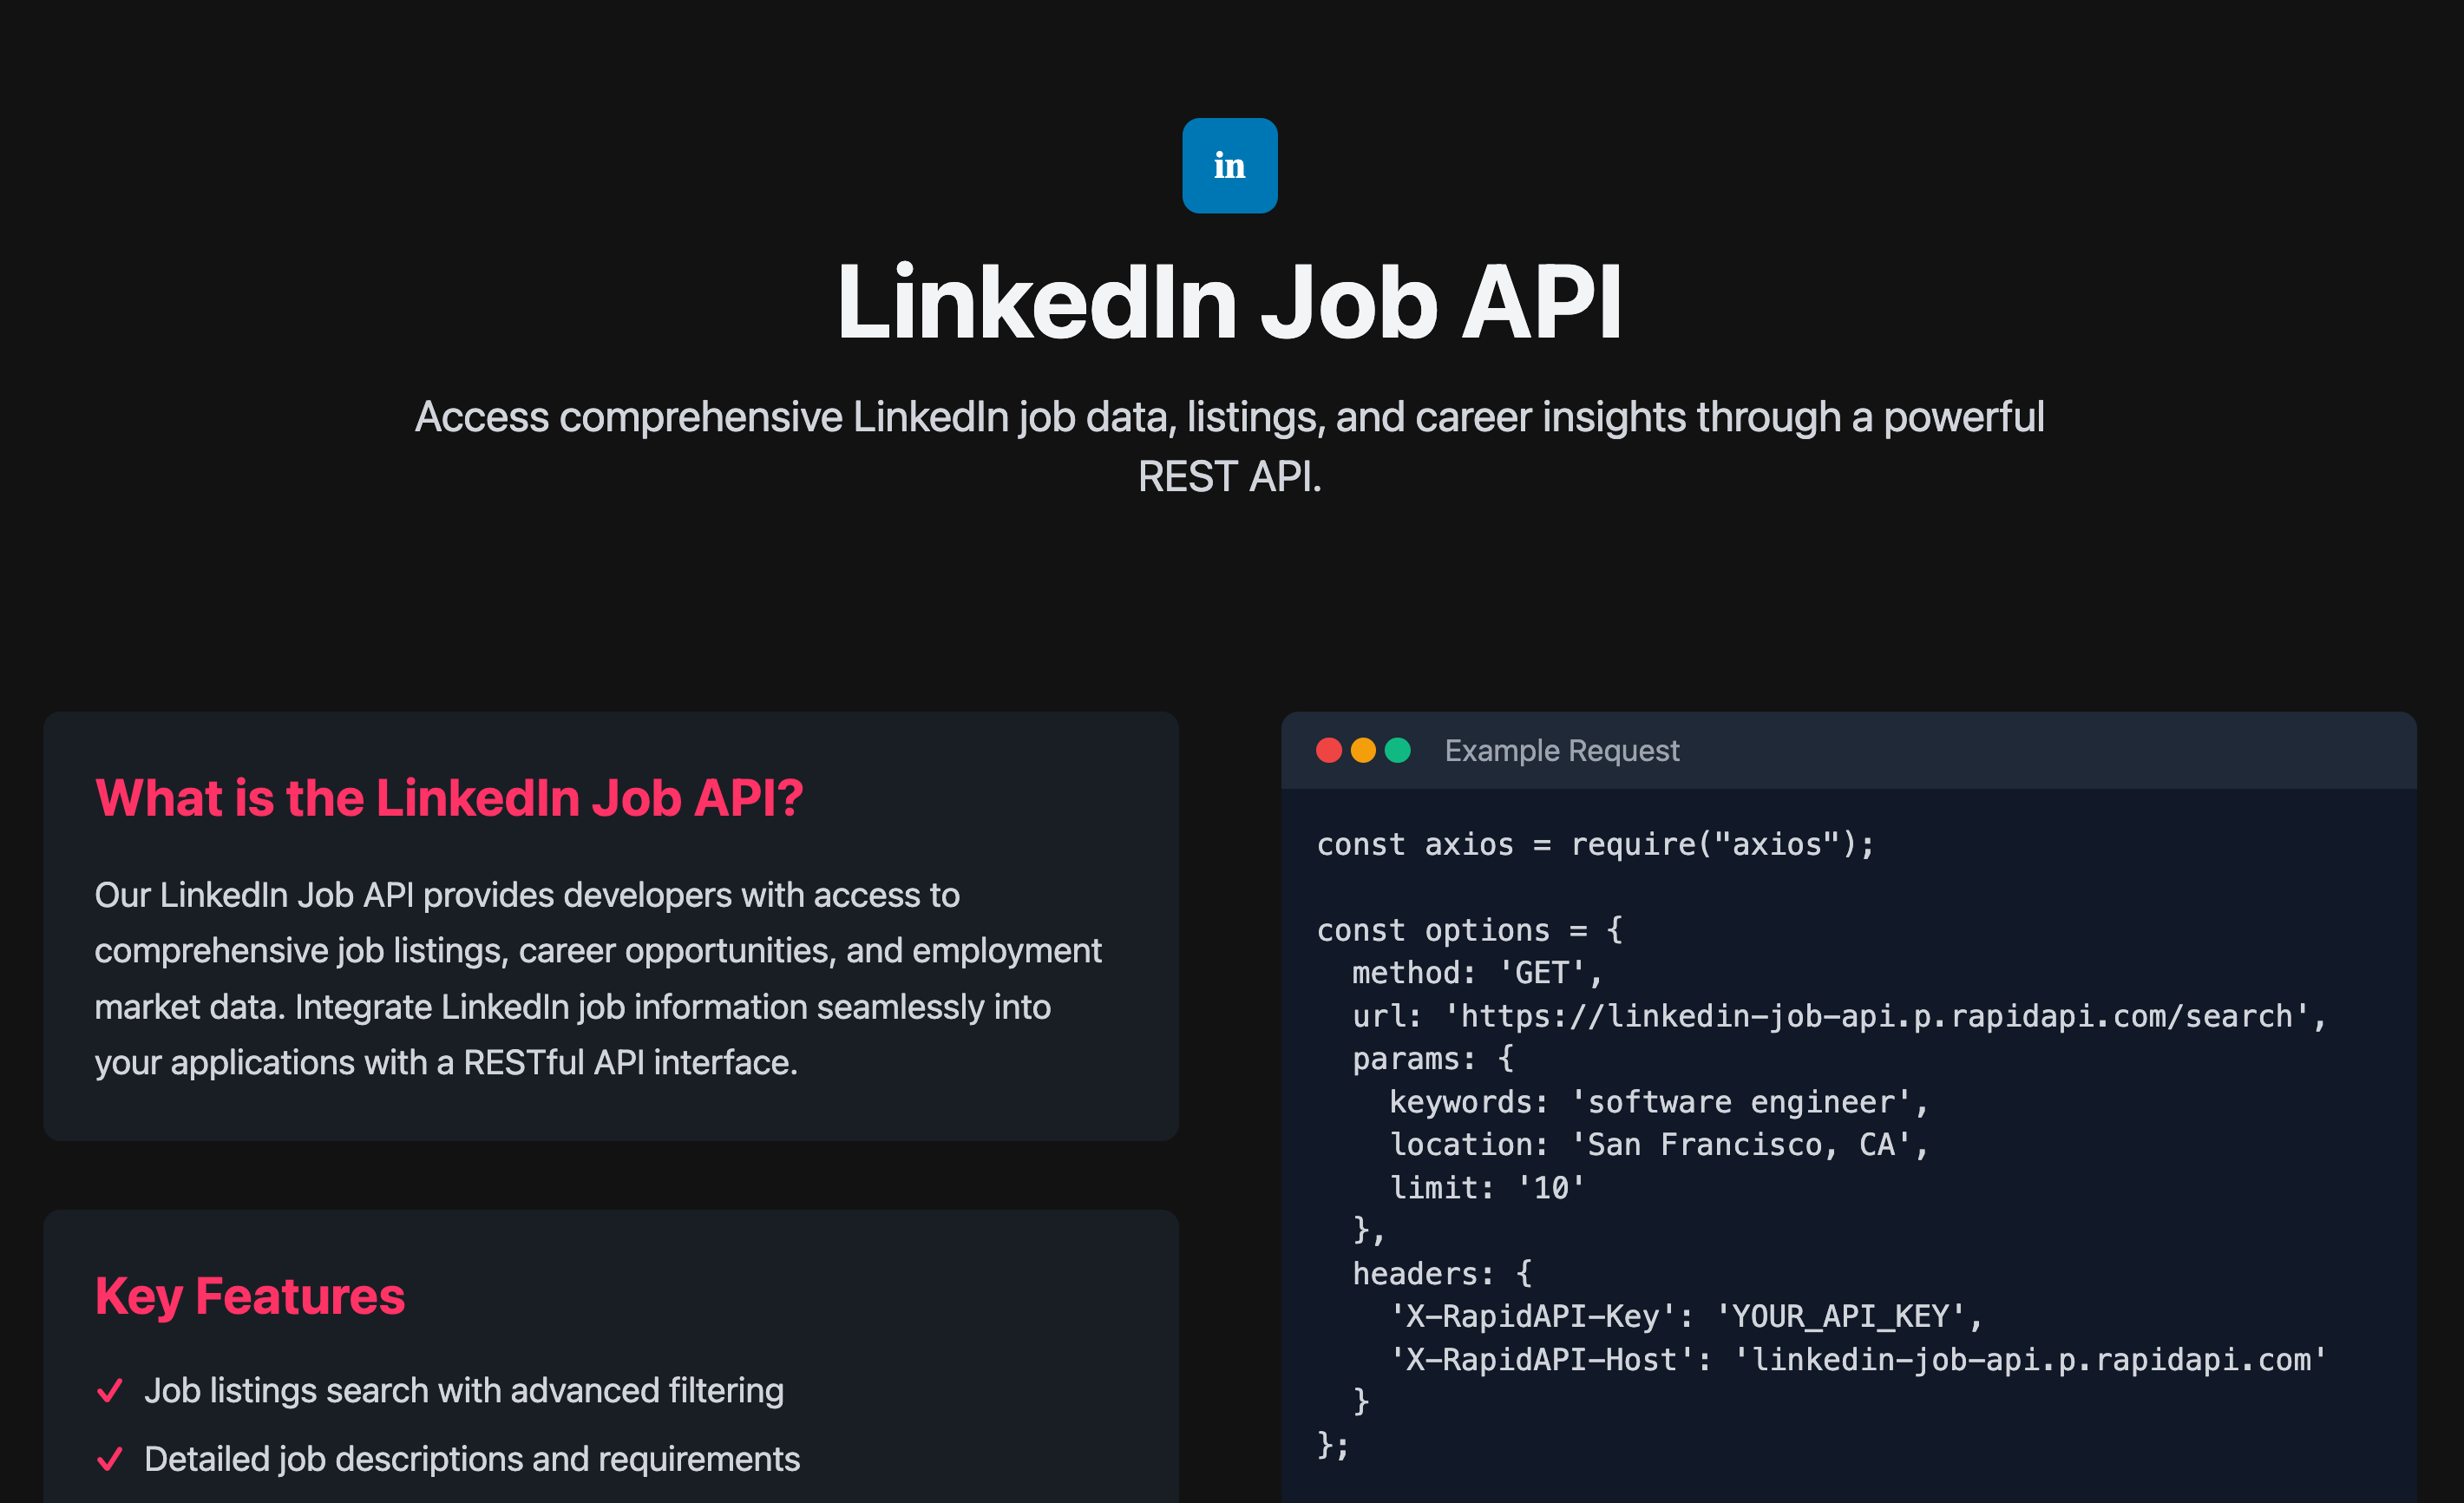 in
LinkedIn Job API
Access comprehensive LinkedIn job data, listings, and career insights through a powerful
REST API.
What is the LinkedIn Job API?
Our LinkedIn Job API provides developers with access to
comprehensive job listings, career opportunities, and employment
market data. Integrate LinkedIn job information seamlessly into
your applications with a RESTful API interface.
Key Features
Job listings search with advanced filtering
Detailed job descriptions and requirements
Example Request
const axios = require("axios");
const options = {
  method: 'GET',
  url: 'https://linkedin-job-api.p.rapidapi.com/search',
  params: {
    keywords: 'software engineer',
    location: 'San Francisco, CA',
    limit: '10'
  },
  headers: {
    'X-RapidAPI-Key': 'YOUR_API_KEY',
    'X-RapidAPI-Host': 'linkedin-job-api.p.rapidapi.com'
  }
};